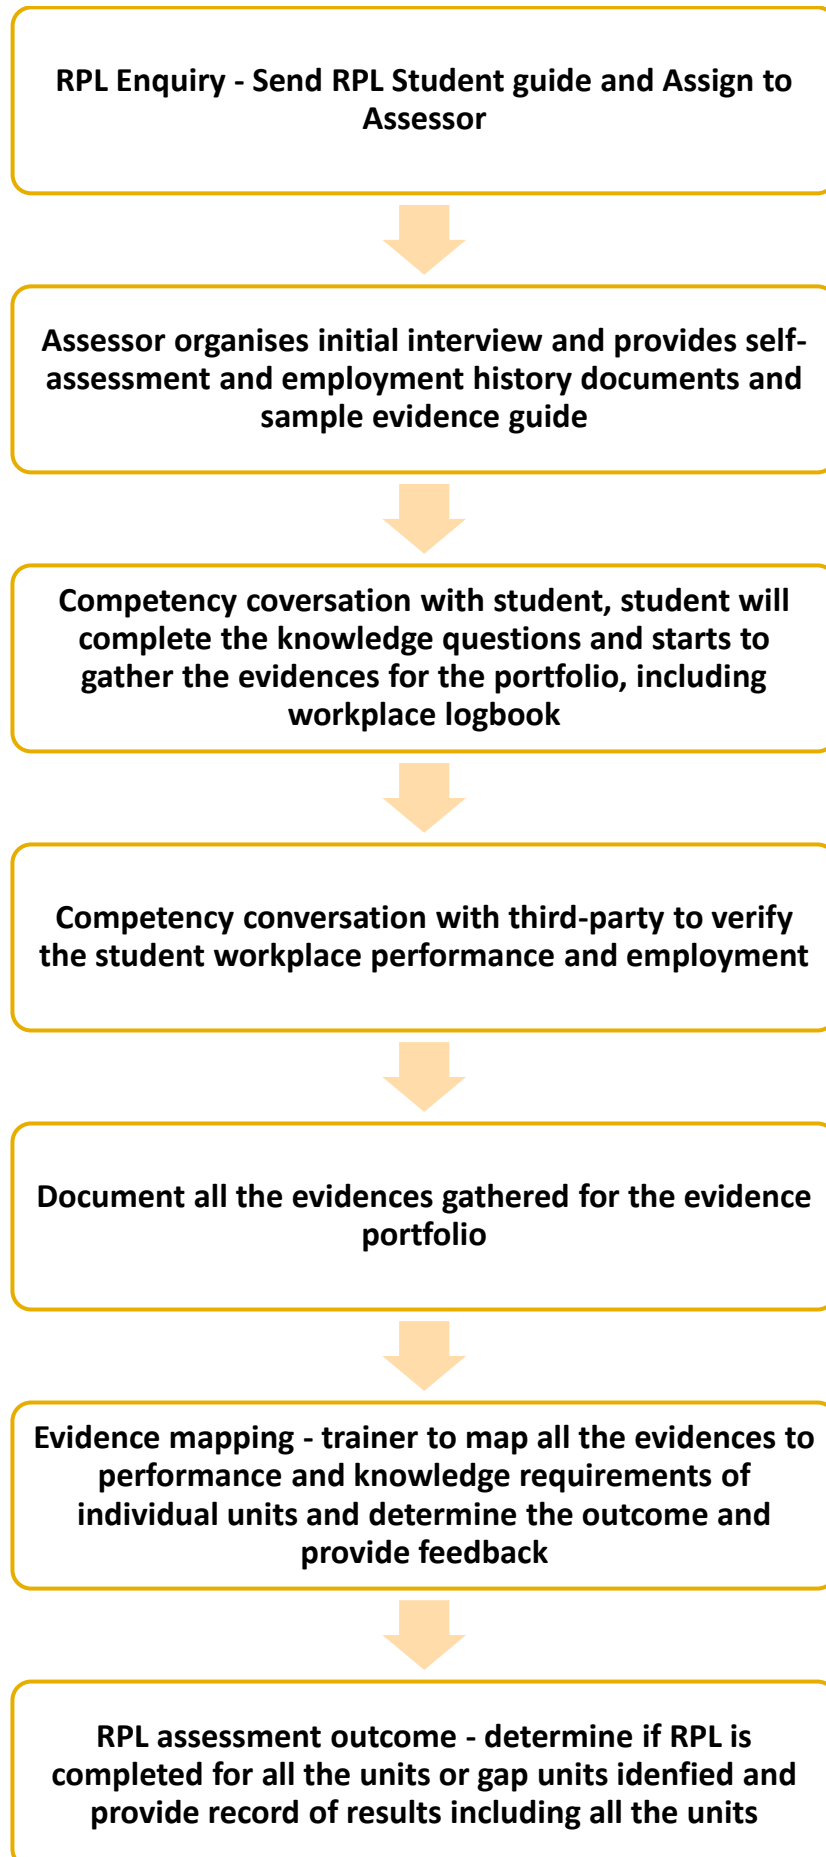 RPL Enquiry - Send RPL Student guide and Assign to
Assessor
Assessor organises initial interview and provides self-
assessment and employment history documents and
sample evidence guide
Competency coversation with student, student will
complete the knowledge questions and starts to
gather the evidences for the portfolio, including
workplace logbook
Competency conversation with third-party to verify
the student workplace performance and employment
Document all the evidences gathered for the evidence
portfolio
Evidence mapping - trainer to map all the evidences to
performance and knowledge requirements of
individual units and determine the outcome and
provide feedback
RPL assessment outcome - determine if RPL is
completed for all the units or gap units idenfied and
provide record of results including all the units